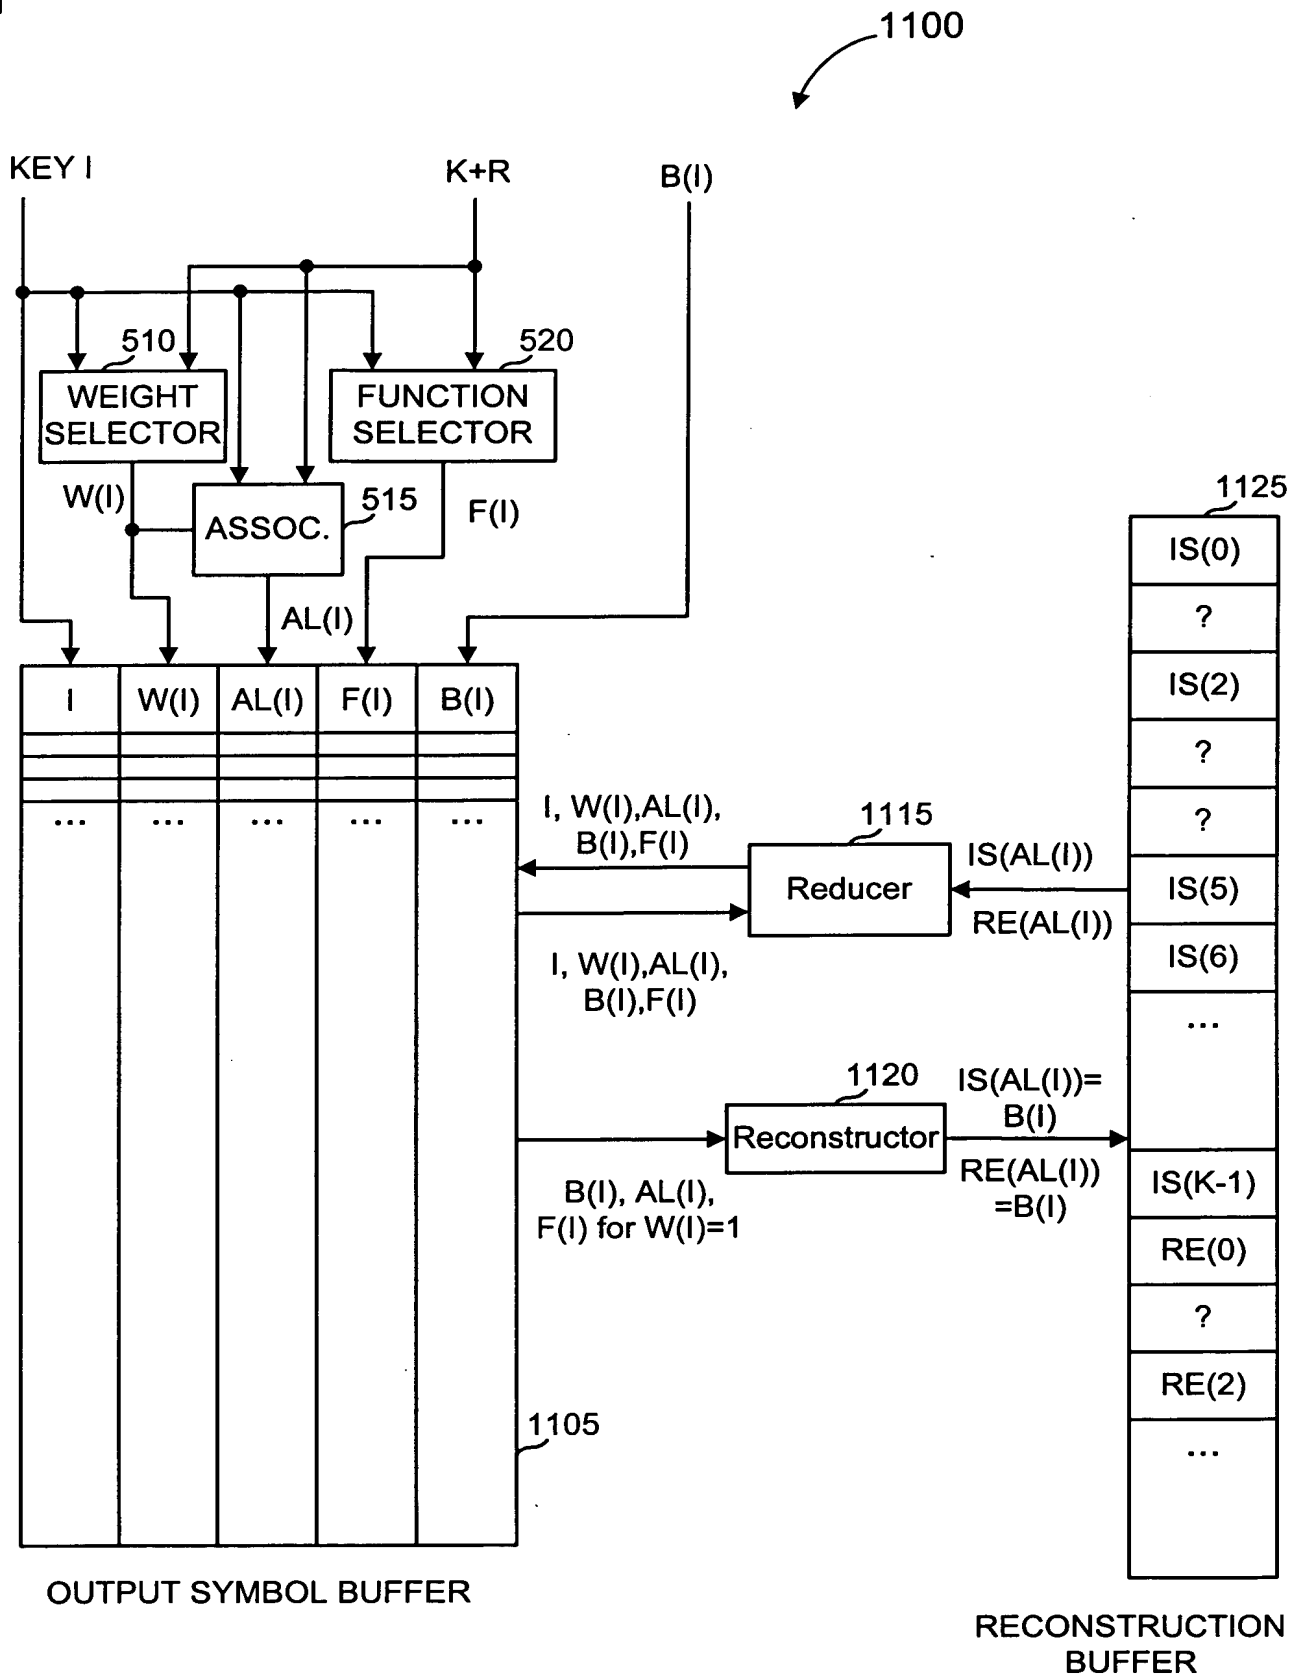 1100
KEY I
K+R
B(I)
510
520
WEIGHT
SELECTOR
FUNCTION
SELECTOR
W(I)
515
F(I)
ASSOC.
AL(I)
I
W(I)
AL(I)
F(I)
B(I)
... ... ... ... ...
I, W(I),AL(I),
B(I),F(I)
1115
Reducer
IS(AL(I))
RE(AL(I))
I, W(I),AL(I),
B(I),F(I)
1120
Reconstructor
IS(AL(I))=
B(I)
RE(AL(I))
=B(I)
B(I), AL(I),
F(I) for W(I)=1
1105
OUTPUT SYMBOL BUFFER
1125
IS(0)
?
IS(2)
?
?
IS(5)
IS(6)
...
IS(K-1)
RE(0)
?
RE(2)
...
RECONSTRUCTION
BUFFER